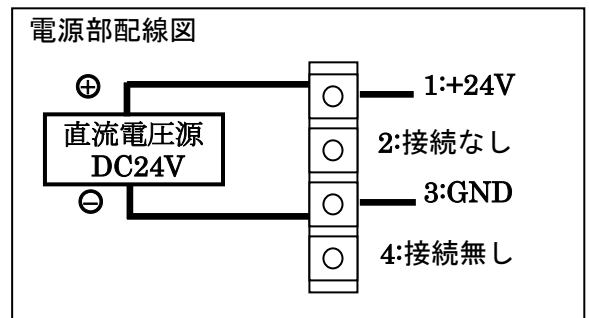 電源部配線図
⊕
1:+24V
直流電圧源
DC24V
2:接続なし
⊖
3:GND
4:接続無し